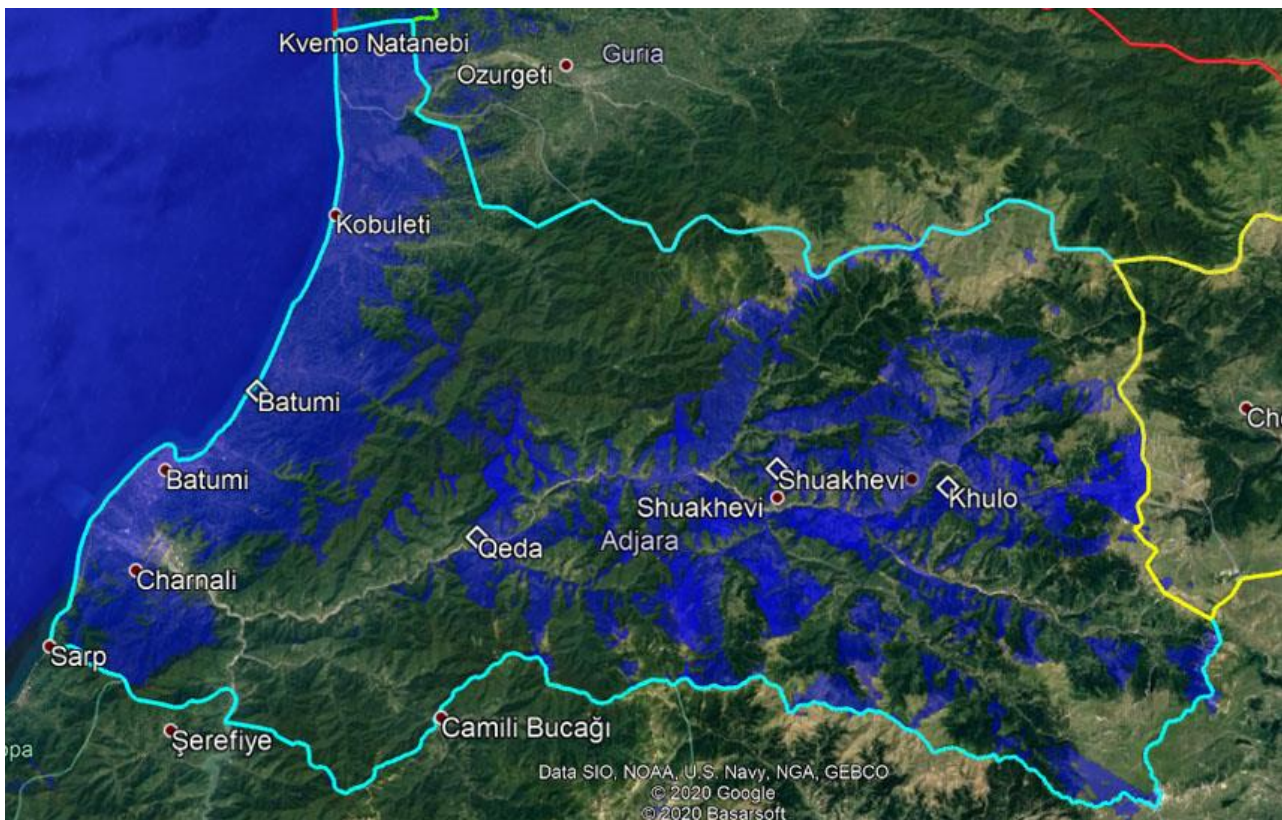 Kvemo Natanebi
Guria
Ozurgeti
Kobuleti
Batumi
Batumi
Shuakhevi
Khulo
Shuakhevi
Qeda
Adjara
Charnali
Sarp
Camili Bucağı
Şerefiye
Data SIO, NOAA, U.S. Navy, NGA, GEBCO
© 2020 Google
© 2020 Basarsoft